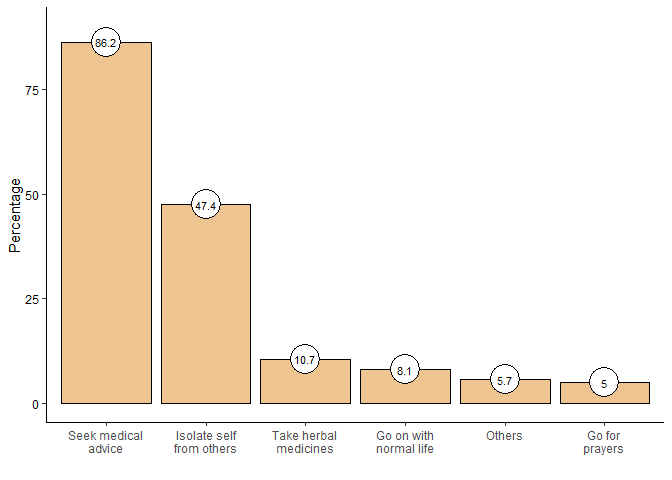 Percentage
75
50
25
0
86.2
47.4
10.7
8.1
5.7
5
Seek medical
advice
Isolate self
from others
Take herbal
medicines
Go on with
normal life
Others
Go for
prayers